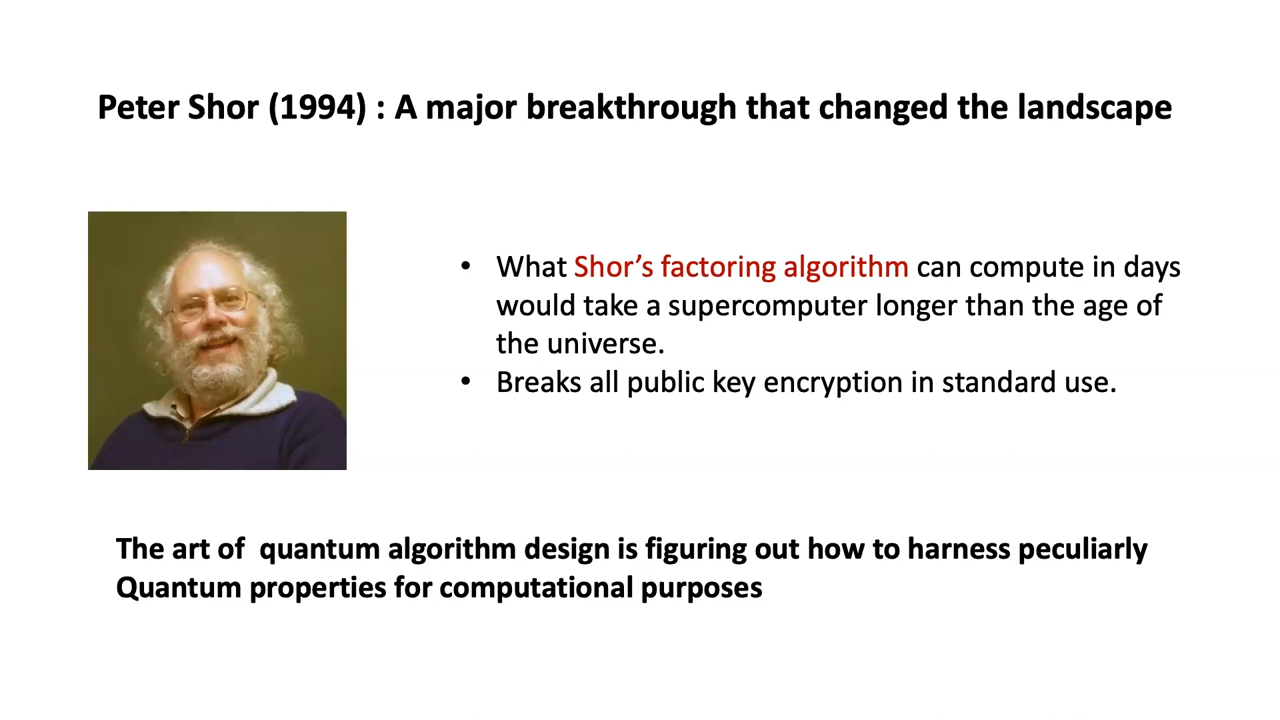 Peter Shor (1994) : A major breakthrough that changed the landscape
• What Shor’s factoring algorithm can compute in days
would take a supercomputer longer than the age of
the universe.
• Breaks all public key encryption in standard use.
The art of  quantum algorithm design is figuring out how to harness peculiarly
Quantum properties for computational purposes